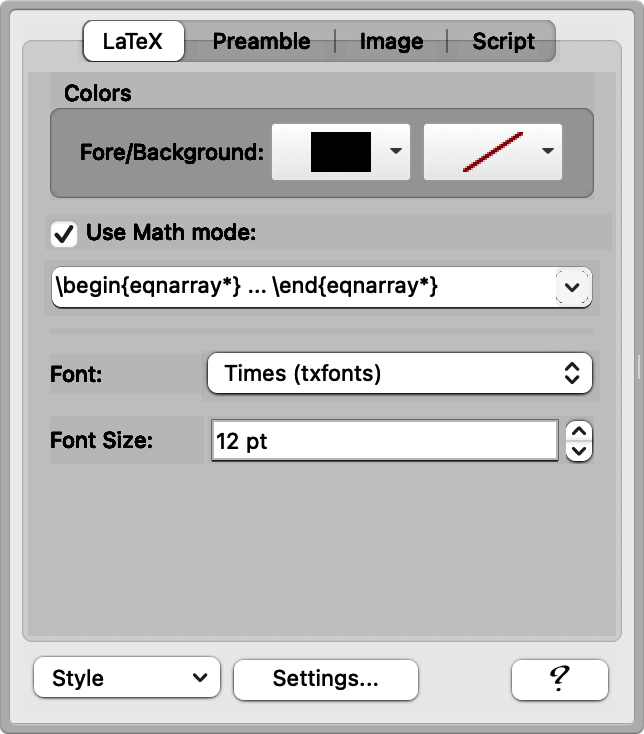 LaTeX Preamble Image Script
Colors
Fore/Background:
Use Math mode:
\begin{eqnarray*} ... \end{eqnarray*}
Font: Times (txfonts)
Font Size: 12 pt
Style Settings... ?